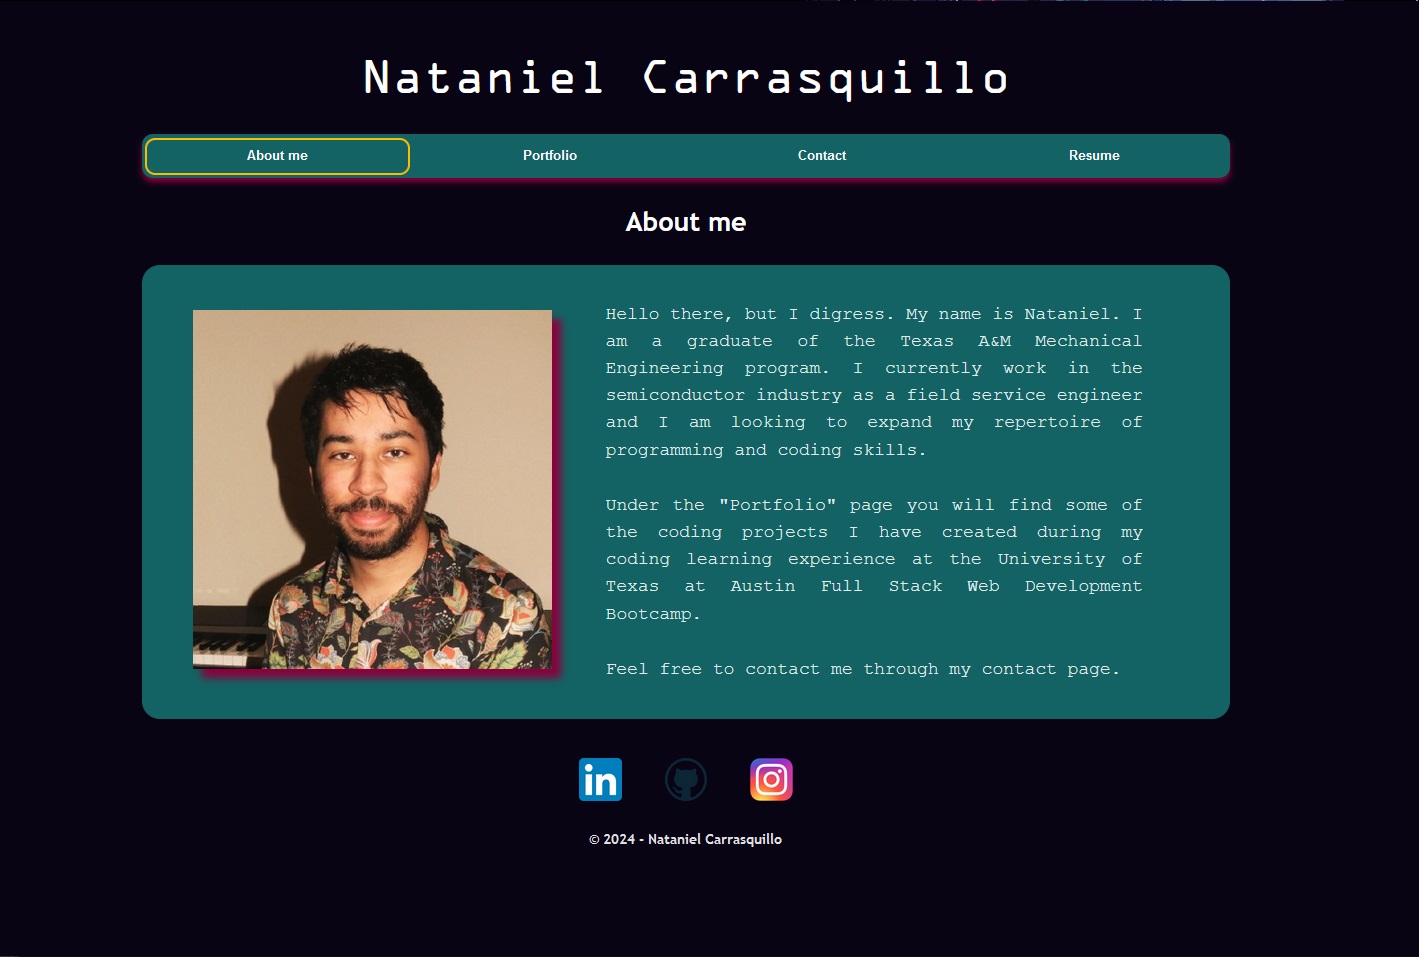 Nataniel Carrasquillo
About me
Portfolio
Contact
Resume
About me
Hello there, but I digress. My name is Nataniel. I
am a graduate of the Texas A&M Mechanical
Engineering program. I currently work in the
semiconductor industry as a field service engineer
and I am looking to expand my repertoire of
programming and coding skills.
Under the "Portfolio" page you will find some of
the coding projects I have created during my
coding learning experience at the University of
Texas at Austin Full Stack Web Development
Bootcamp.
Feel free to contact me through my contact page.
in
© 2024 - Nataniel Carrasquillo